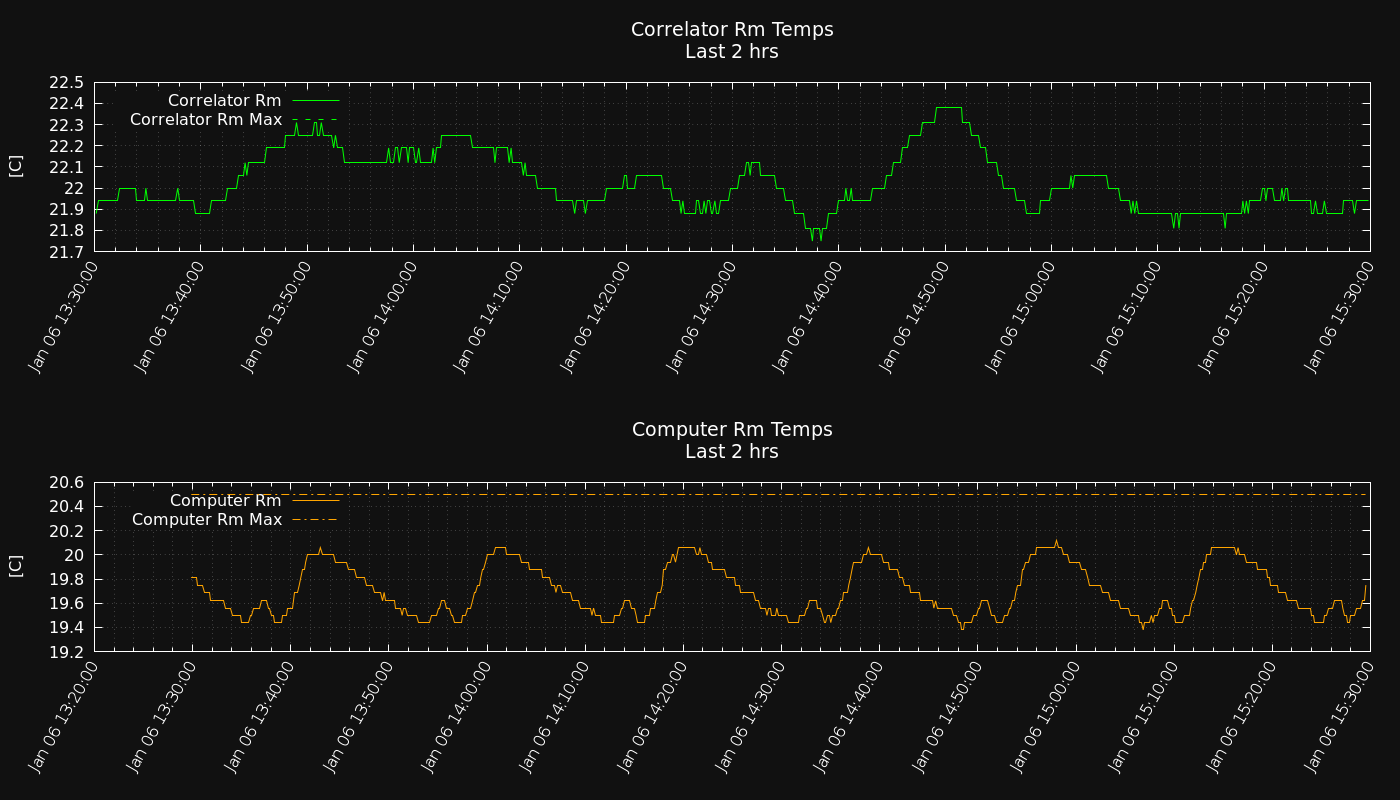 Correlator Rm Temps
Last 2 hrs
22.5
22.4
22.3
22.2
22.1
22
21.9
21.8
21.7
[C]
Correlator Rm
Correlator Rm Max
Jan 06 13:30:00
Jan 06 13:40:00
Jan 06 13:50:00
Jan 06 14:00:00
Jan 06 14:10:00
Jan 06 14:20:00
Jan 06 14:30:00
Jan 06 14:40:00
Jan 06 14:50:00
Jan 06 15:00:00
Jan 06 15:10:00
Jan 06 15:20:00
Jan 06 15:30:00
Computer Rm Temps
Last 2 hrs
20.6
20.4
20.2
20
19.8
19.6
19.4
19.2
[C]
Computer Rm
Computer Rm Max
Jan 06 13:20:00
Jan 06 13:30:00
Jan 06 13:40:00
Jan 06 13:50:00
Jan 06 14:00:00
Jan 06 14:10:00
Jan 06 14:20:00
Jan 06 14:30:00
Jan 06 14:40:00
Jan 06 14:50:00
Jan 06 15:00:00
Jan 06 15:10:00
Jan 06 15:20:00
Jan 06 15:30:00